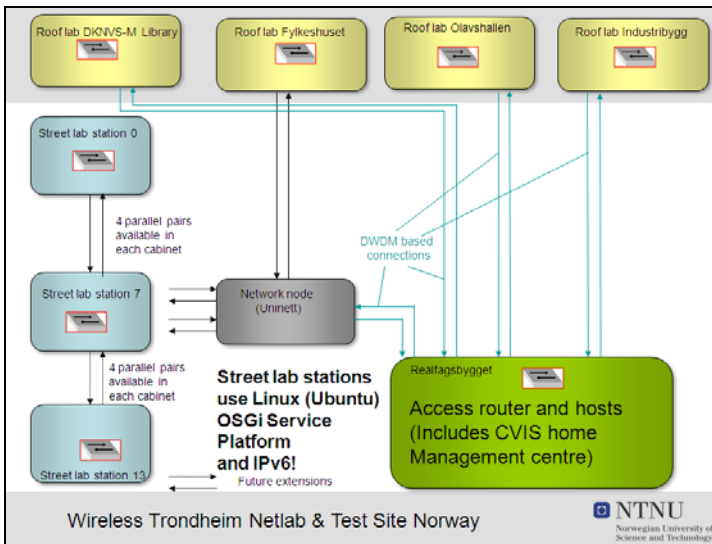 Roof lab DKNVS-M Library
Roof lab Fylkeshuset
Roof lab Olavshallen
Roof lab Industribygg
Street lab station 0
4 parallel pairs
available in
each cabinet
DWDM based
connections
Street lab station 7
Network node
(Uninett)
4 parallel pairs
available in
each cabinet
Street lab stations
use Linux (Ubuntu)
OSGi Service
Platform
and IPv6!
Future extensions
Street lab station 13
Realfagsbygget
Access router and hosts
(Includes CVIS home
Management centre)
Wireless Trondheim Netlab & Test Site Norway
NTNU
Norwegian University of
Science and Technology